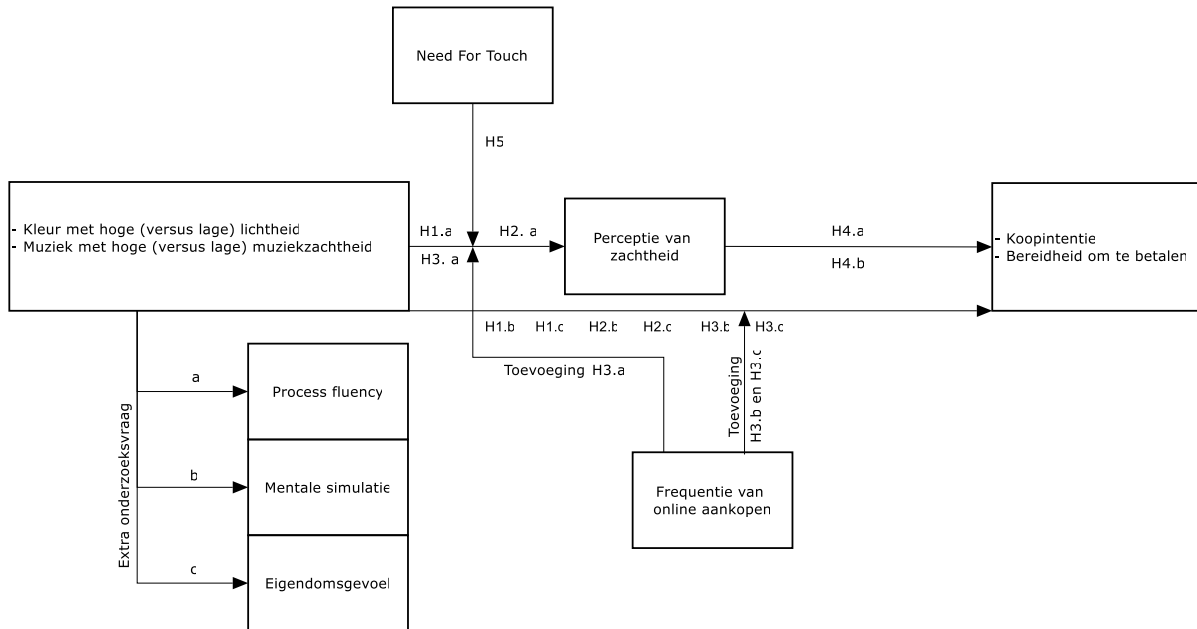 Need For Touch
H5
- Kleur met hoge (versus lage) lichtheid
- Muziek met hoge (versus lage) muziekzachtheid
H1.a
H2. a
H3. a
Perceptie van
zachtheid
H4.a
H4.b
- Koopintentie
- Bereidheid om te betalen
H1.b H1.c H2.b H2.c H3.b H3.c
Toevoeging H3.a
Toevoeging
H3.b en H3.c
Frequentie van
online aankopen
Extra onderzoeksvraag
a
Process fluency
b
Mentale simulatie
c
Eigendomsgevoel